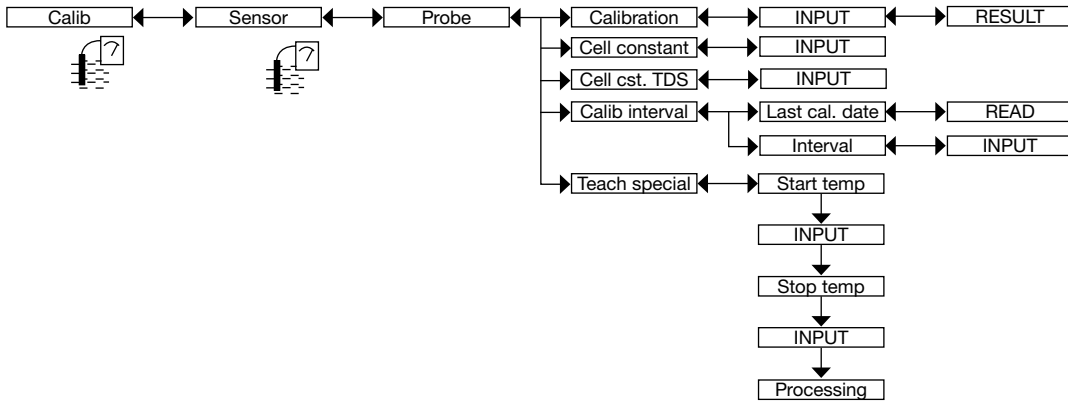 Calib Sensor Probe Calibration INPUT RESULT
Cell constant INPUT
Cell cst. TDS INPUT
Calib interval Last cal. date READ
Interval INPUT
Teach special Start temp
INPUT
Stop temp
INPUT
Processing